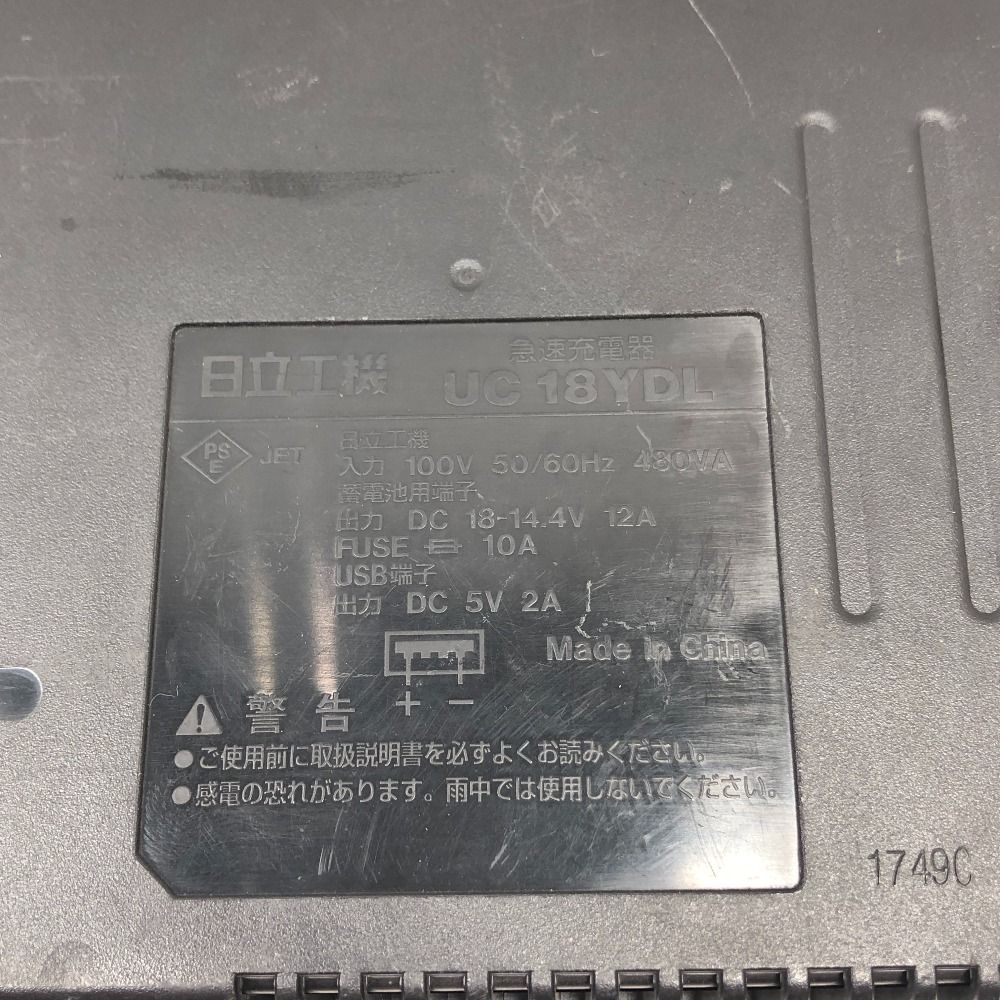 急速充電器
日立工機 UC 18YDL
PS
E
JET
日立工機
入力 100V 50/60Hz 480VA
蓄電池用端子
出力 DC 18-14.4V 12A
FUSE 10A
USB端子
出力 DC 5V 2A
Made in China
+ −
警告
●ご使用前に取扱説明書を必ずよくお読みください。
●感電の恐れがあります。雨中では使用しないでください。
1749C